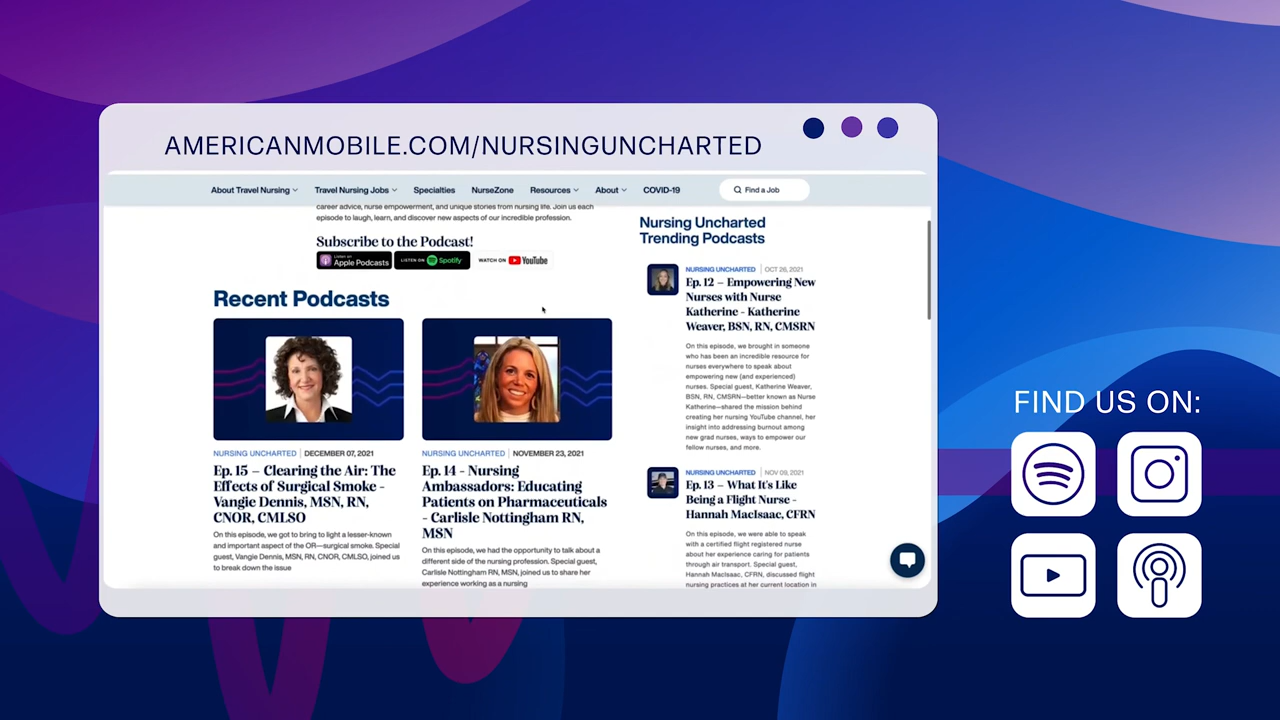 AMERICANMOBILE.COM/NURSINGUNCHARTED
About Travel Nursing Travel Nursing Jobs Specialties NurseZone Resources About COVID-19 Find a Job
career advice, nurse empowerment, and unique stories from nursing life. Join us each
episode to laugh, learn, and discover new aspects of our incredible profession.
Subscribe to the Podcast!
Listen on
Apple Podcasts
LISTEN ON Spotify
WATCH ON YouTube
Recent Podcasts
NURSING UNCHARTED | DECEMBER 07, 2021
Ep. 15 – Clearing the Air: The
Effects of Surgical Smoke -
Vangie Dennis, MSN, RN,
CNOR, CMLSO
On this episode, we got to bring to light a lesser-known
and important aspect of the OR—surgical smoke. Special
guest, Vangie Dennis, MSN, RN, CNOR, CMLSO, joined us
to break down the issue
NURSING UNCHARTED | NOVEMBER 23, 2021
Ep. 14 - Nursing
Ambassadors: Educating
Patients on Pharmaceuticals
- Carlisle Nottingham RN,
MSN
On this episode, we had the opportunity to talk about a
different side of the nursing profession. Special guest,
Carlisle Nottingham RN, MSN, joined us to share her
experience working as a nursing
Nursing Uncharted
Trending Podcasts
NURSING UNCHARTED | OCT 26, 2021
Ep. 12 – Empowering New
Nurses with Nurse
Katherine - Katherine
Weaver, BSN, RN, CMSRN
On this episode, we brought in someone
who has been an incredible resource for
nurses everywhere to speak about
empowering new (and experienced)
nurses. Special guest, Katherine Weaver,
BSN, RN, CMSRN—better known as Nurse
Katherine—shared the mission behind
creating her nursing YouTube channel, her
insight into addressing burnout among
new grad nurses, ways to empower our
fellow nurses, and more.
NURSING UNCHARTED | NOV 09, 2021
Ep. 13 – What It's Like
Being a Flight Nurse -
Hannah MacIsaac, CFRN
On this episode, we were able to speak
with a certified flight registered nurse
about her experience caring for patients
through air transport. Special guest,
Hannah MacIsaac, CFRN, discussed flight
nursing practices at her current location in
FIND US ON: